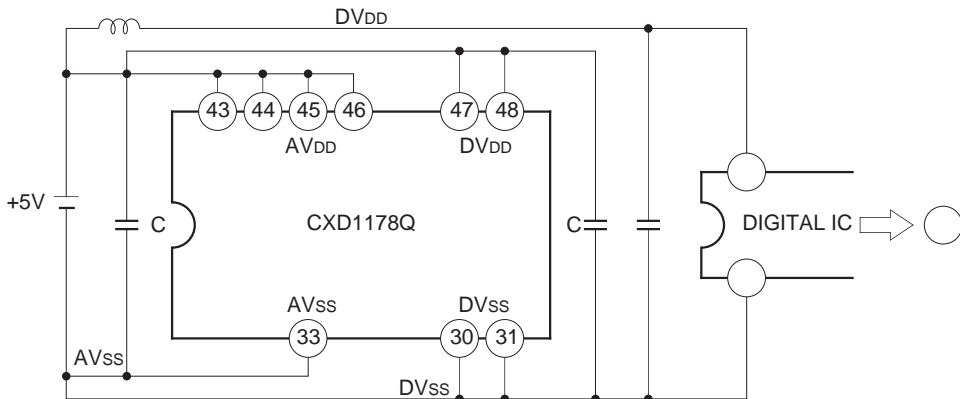 DVDD
43 44 45 46 47 48
AVDD DVDD
+5V C CXD1178Q C DIGITAL IC
AVSS DVSS
33 30 31
AVSS
DVSS